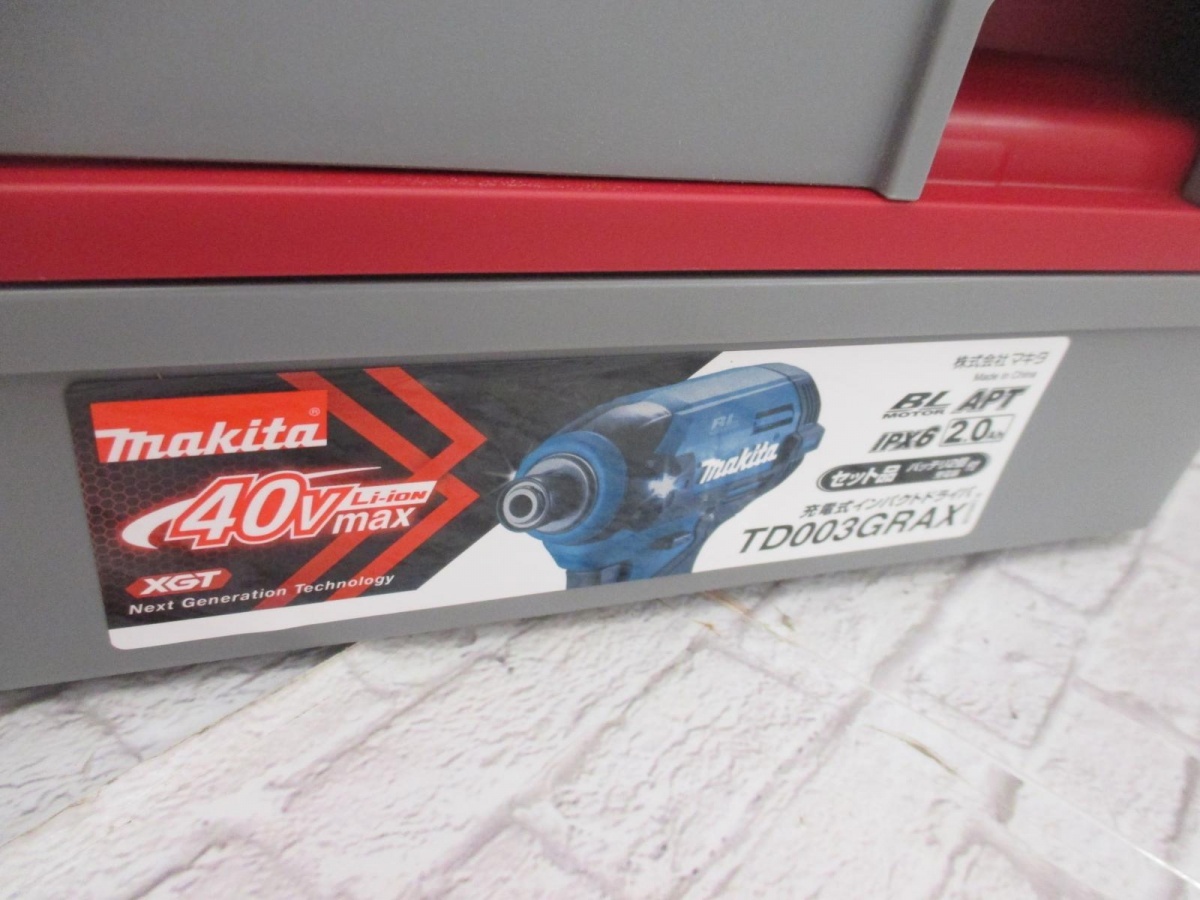 makita®
40Vmax Li-ion
XGT
Next Generation Technology
BL
makita
株式会社マキタ
Made in China
BL MOTOR APT
IPX6 2.0Ah
セット品
充電式インパクトドライバ
TD003GRAX